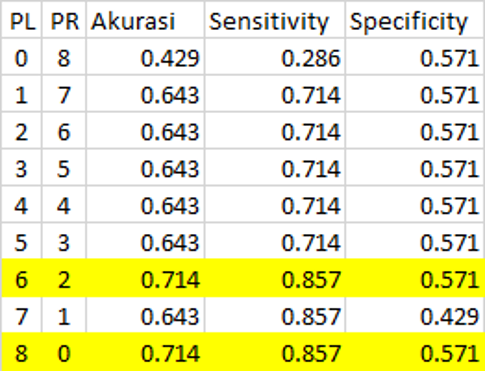 PL PR Akurasi Sensitivity Specificity
0 8 0.429 0.286 0.571
1 7 0.643 0.714 0.571
2 6 0.643 0.714 0.571
3 5 0.643 0.714 0.571
4 4 0.643 0.714 0.571
5 3 0.643 0.714 0.571
6 2 0.714 0.857 0.571
7 1 0.643 0.857 0.429
8 0 0.714 0.857 0.571